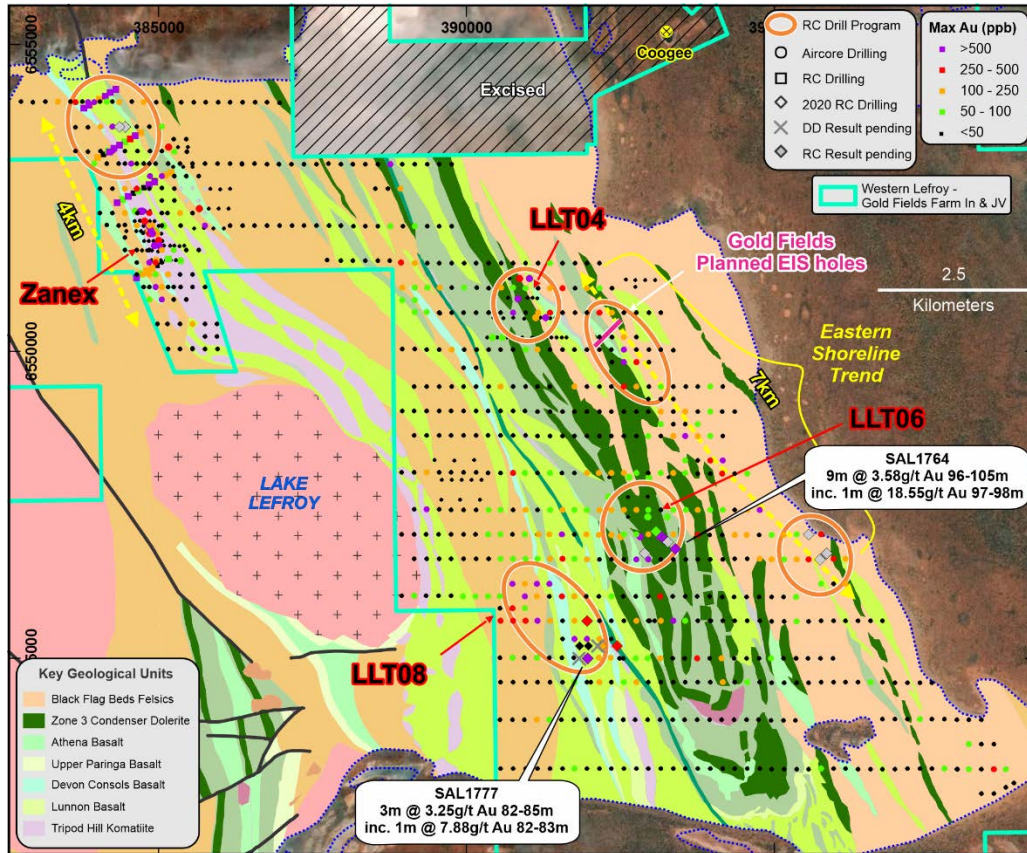 385000
390000
6555000
6550000
Coogee
Excised
RC Drill Program
Aircore Drilling
RC Drilling
2020 RC Drilling
DD Result pending
RC Result pending
Max Au (ppb)
>500
250 - 500
100 - 250
50 - 100
<50
Western Lefroy -
Gold Fields Farm In & JV
4km
Zanex
LLT04
Gold Fields
Planned EIS holes
2.5
Kilometers
Eastern
Shoreline
Trend
7km
LLT06
SAL1764
9m @ 3.58g/t Au 96-105m
inc. 1m @ 18.55g/t Au 97-98m
LAKE
LEFROY
LLT08
Key Geological Units
Black Flag Beds Felsics
Zone 3 Condenser Dolerite
Athena Basalt
Upper Paringa Basalt
Devon Consols Basalt
Lunnon Basalt
Tripod Hill Komatiite
SAL1777
3m @ 3.25g/t Au 82-85m
inc. 1m @ 7.88g/t Au 82-83m